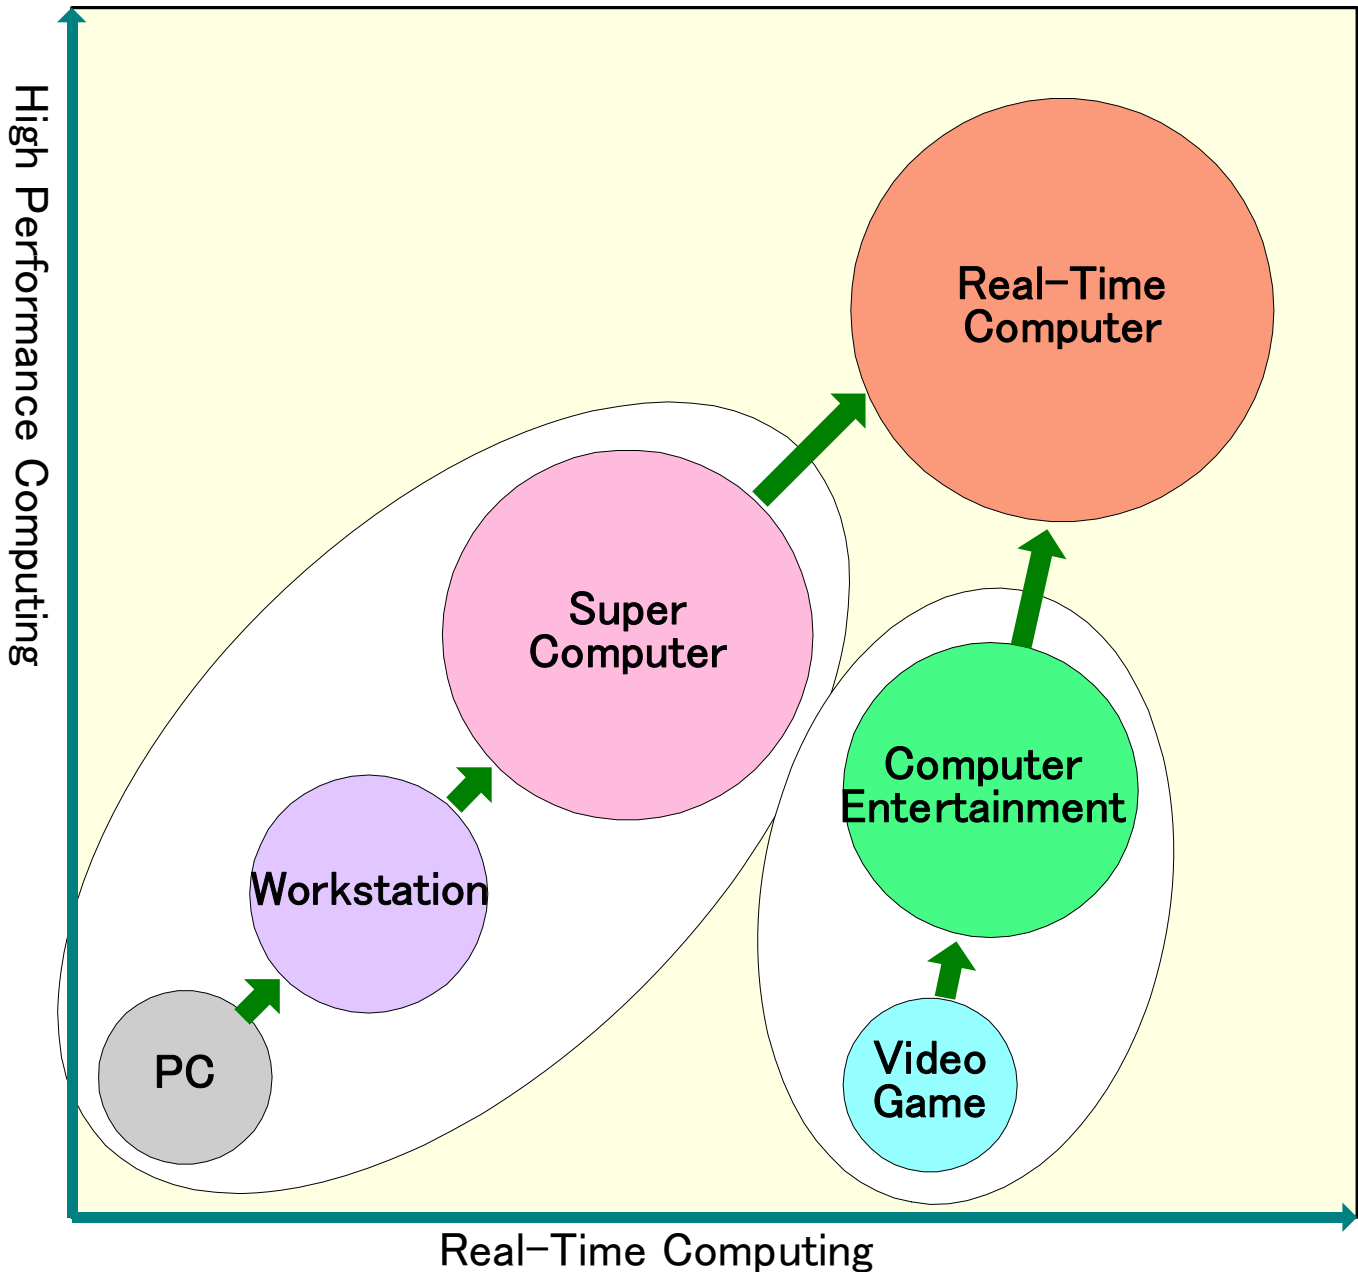 High Performance Computing
Real-Time
Computer
Super
Computer
Computer
Entertainment
Workstation
PC
Video
Game
Real-Time Computing